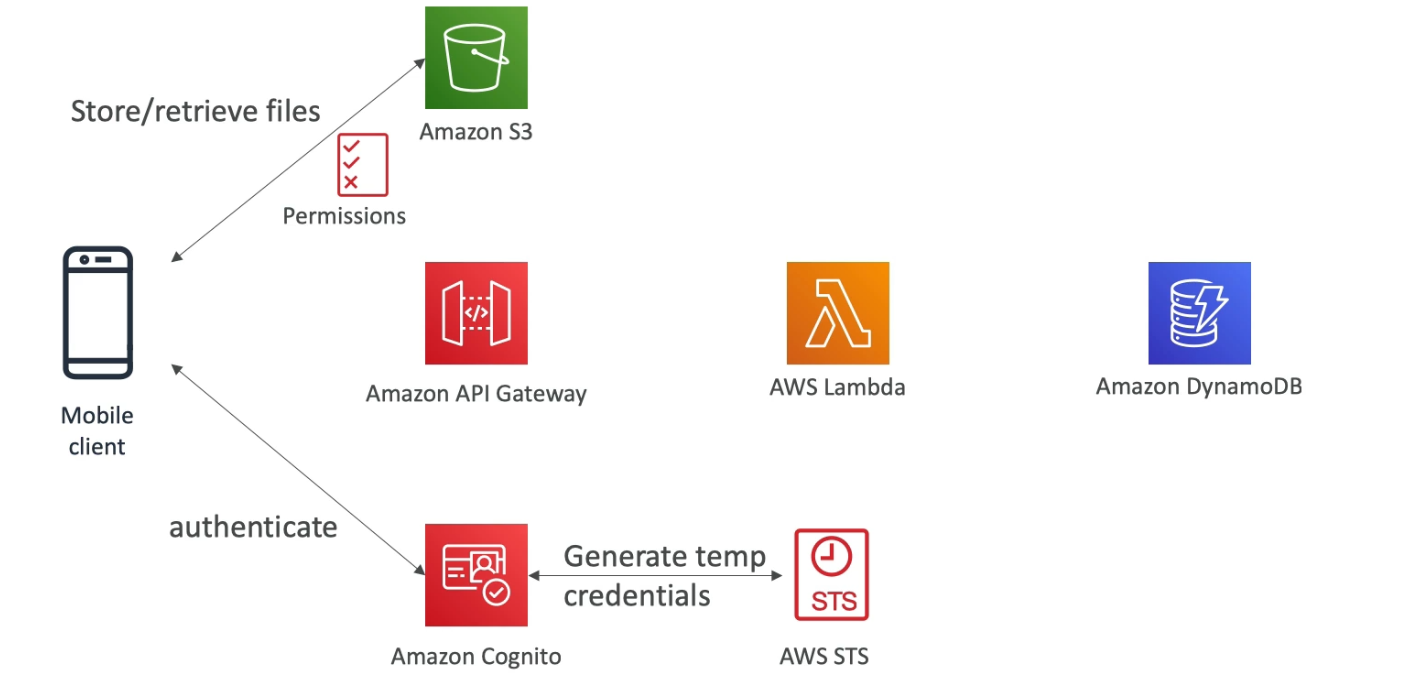 Store/retrieve files
Amazon S3
Permissions
</>
Amazon API Gateway
AWS Lambda
Amazon DynamoDB
Mobile
client
authenticate
Generate temp
credentials
STS
Amazon Cognito
AWS STS